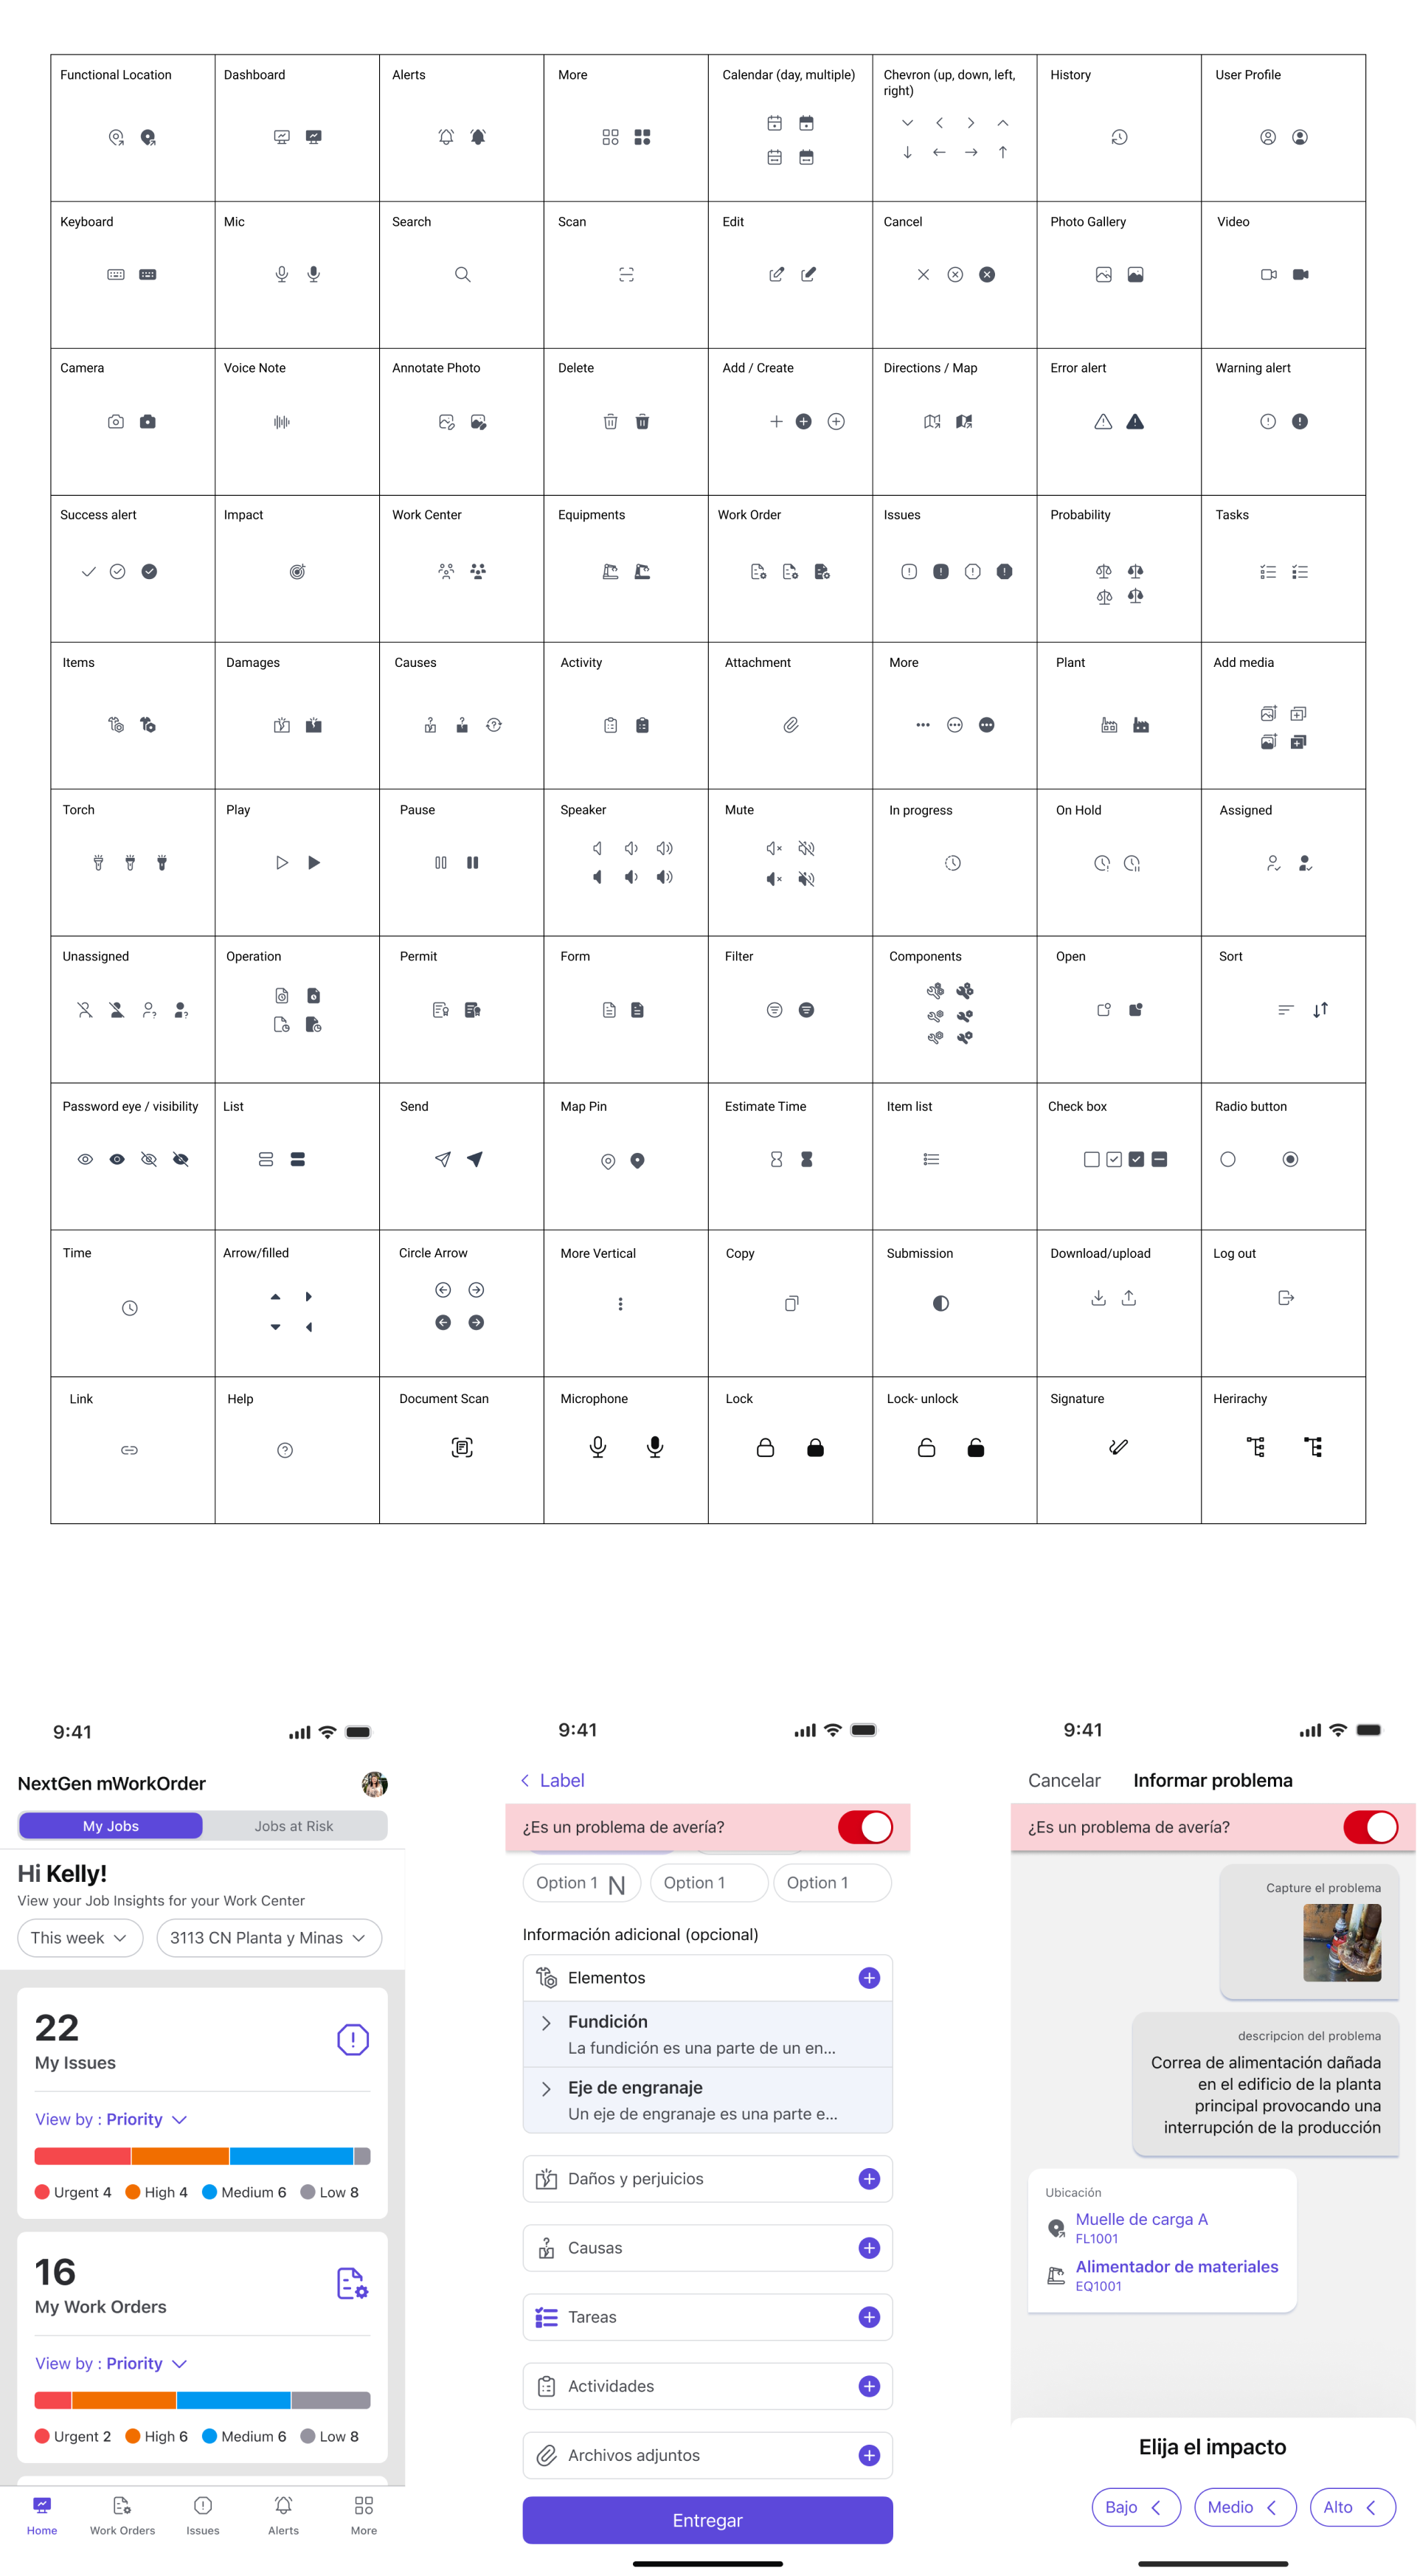 Functional Location
Dashboard
Alerts
More
Calendar (day, multiple)
Chevron (up, down, left,
right)
History
User Profile
Keyboard
Mic
Search
Scan
Edit
Cancel
Photo Gallery
Video
Camera
Voice Note
Annotate Photo
Delete
Add / Create
Directions / Map
Error alert
Warning alert
Success alert
Impact
Work Center
Equipments
Work Order
Issues
Probability
Tasks
Items
Damages
Causes
Activity
Attachment
More
Plant
Add media
Torch
Play
Pause
Speaker
Mute
In progress
On Hold
Assigned
Unassigned
Operation
Permit
Form
Filter
Components
Open
Sort
Password eye / visibility
List
Send
Map Pin
Estimate Time
Item list
Check box
Radio button
Time
Arrow/filled
Circle Arrow
More Vertical
Copy
Submission
Download/upload
Log out
Link
Help
Document Scan
Microphone
Lock
Lock- unlock
Signature
Herirachy
9:41
NextGen mWorkOrder
My Jobs
Jobs at Risk
Hi Kelly!
View your Job Insights for your Work Center
This week
3113 CN Planta y Minas
22
My Issues
View by : Priority
Urgent 4
High 4
Medium 6
Low 8
16
My Work Orders
View by : Priority
Urgent 2
High 6
Medium 6
Low 8
Home
Work Orders
Issues
Alerts
More
9:41
Label
¿Es un problema de avería?
Option 1 N
Option 1
Option 1
Información adicional (opcional)
Elementos
Fundición
La fundición es una parte de un en...
Eje de engranaje
Un eje de engranaje es una parte e...
Daños y perjuicios
Causas
Tareas
Actividades
Archivos adjuntos
Entregar
9:41
Cancelar
Informar problema
¿Es un problema de avería?
Capture el problema
descripcion del problema
Correa de alimentación dañada
en el edificio de la planta
principal provocando una
interrupción de la producción
Ubicación
Muelle de carga A
FL1001
Alimentador de materiales
EQ1001
Elija el impacto
Bajo
Medio
Alto